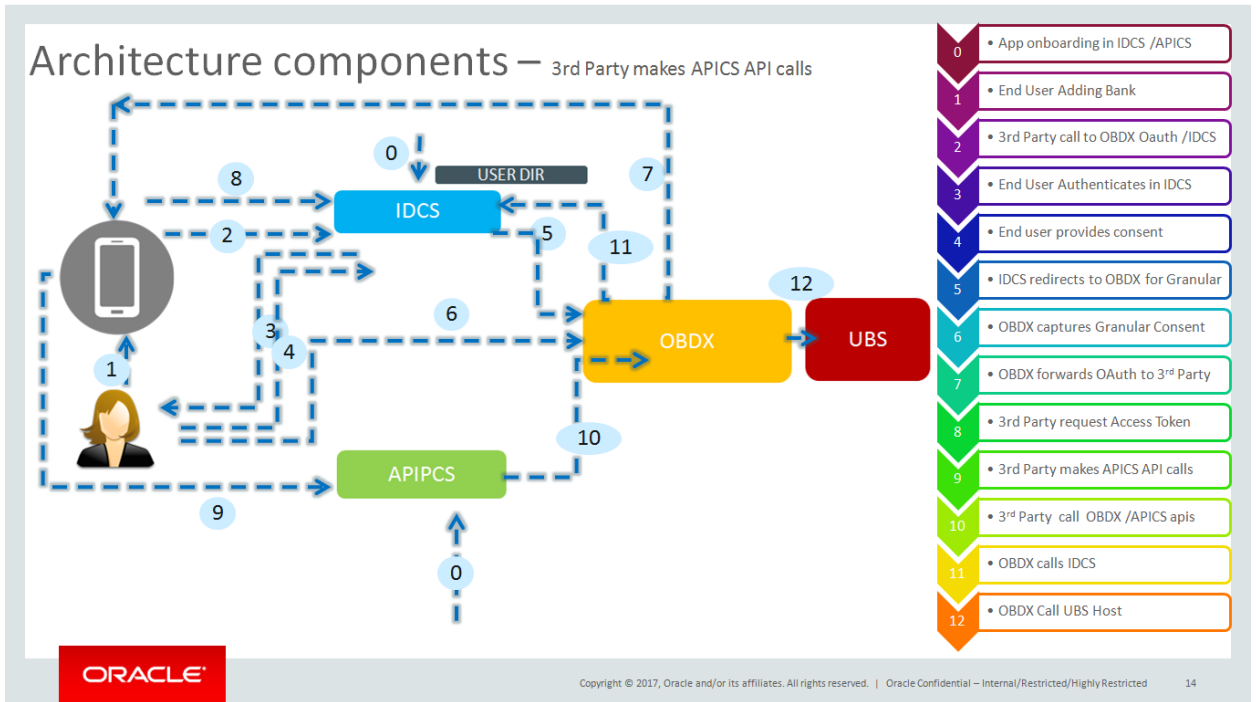 Architecture components – 3rd Party makes APICS API calls
0
USER DIR
8
7
IDCS
2
5
11
12
6
3
4
OBDX
UBS
1
10
APIPCS
9
0
0 • App onboarding in IDCS /APICS
1 • End User Adding Bank
2 • 3rd Party call to OBDX Oauth /IDCS
3 • End User Authenticates in IDCS
4 • End user provides consent
5 • IDCS redirects to OBDX for Granular
6 • OBDX captures Granular Consent
7 • OBDX forwards OAuth to 3rd Party
8 • 3rd Party request Access Token
9 • 3rd Party makes APICS API calls
10 • 3rd Party call OBDX /APICS apis
11 • OBDX calls IDCS
12 • OBDX Call UBS Host
ORACLE®
Copyright © 2017, Oracle and/or its affiliates. All rights reserved. | Oracle Confidential – Internal/Restricted/Highly Restricted 14